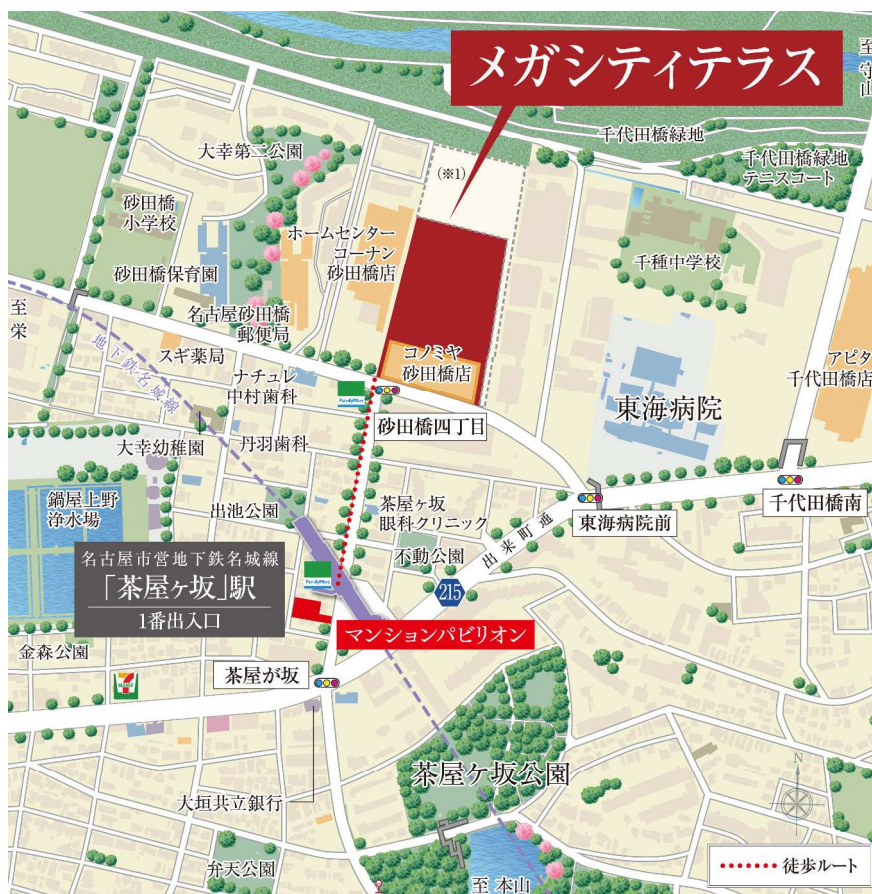 メガシティテラス
至
守
山
千代田橋緑地
千代田橋緑地
テニスコート
大幸第二公園
(※1)
砂田橋
小学校
ホームセンター
コーナン
砂田橋店
千種中学校
砂田橋保育園
至
栄
名古屋砂田橋
郵便局
地下鉄名城線
スギ薬局
コノミヤ
砂田橋店
アピタ
千代田橋店
ナチュレ
中村歯科
FamilyMart
東海病院
砂田橋四丁目
大幸幼稚園
丹羽歯科
鍋屋上野
浄水場
出池公園
茶屋ヶ坂
眼科クリニック
東海病院前
千代田橋南
出来町通
不動公園
名古屋市営地下鉄名城線
「茶屋ヶ坂」駅
1番出入口
FamilyMart
215
マンションパビリオン
金森公園
茶屋が坂
茶屋ヶ坂公園
大垣共立銀行
N
弁天公園
至 本山
徒歩ルート